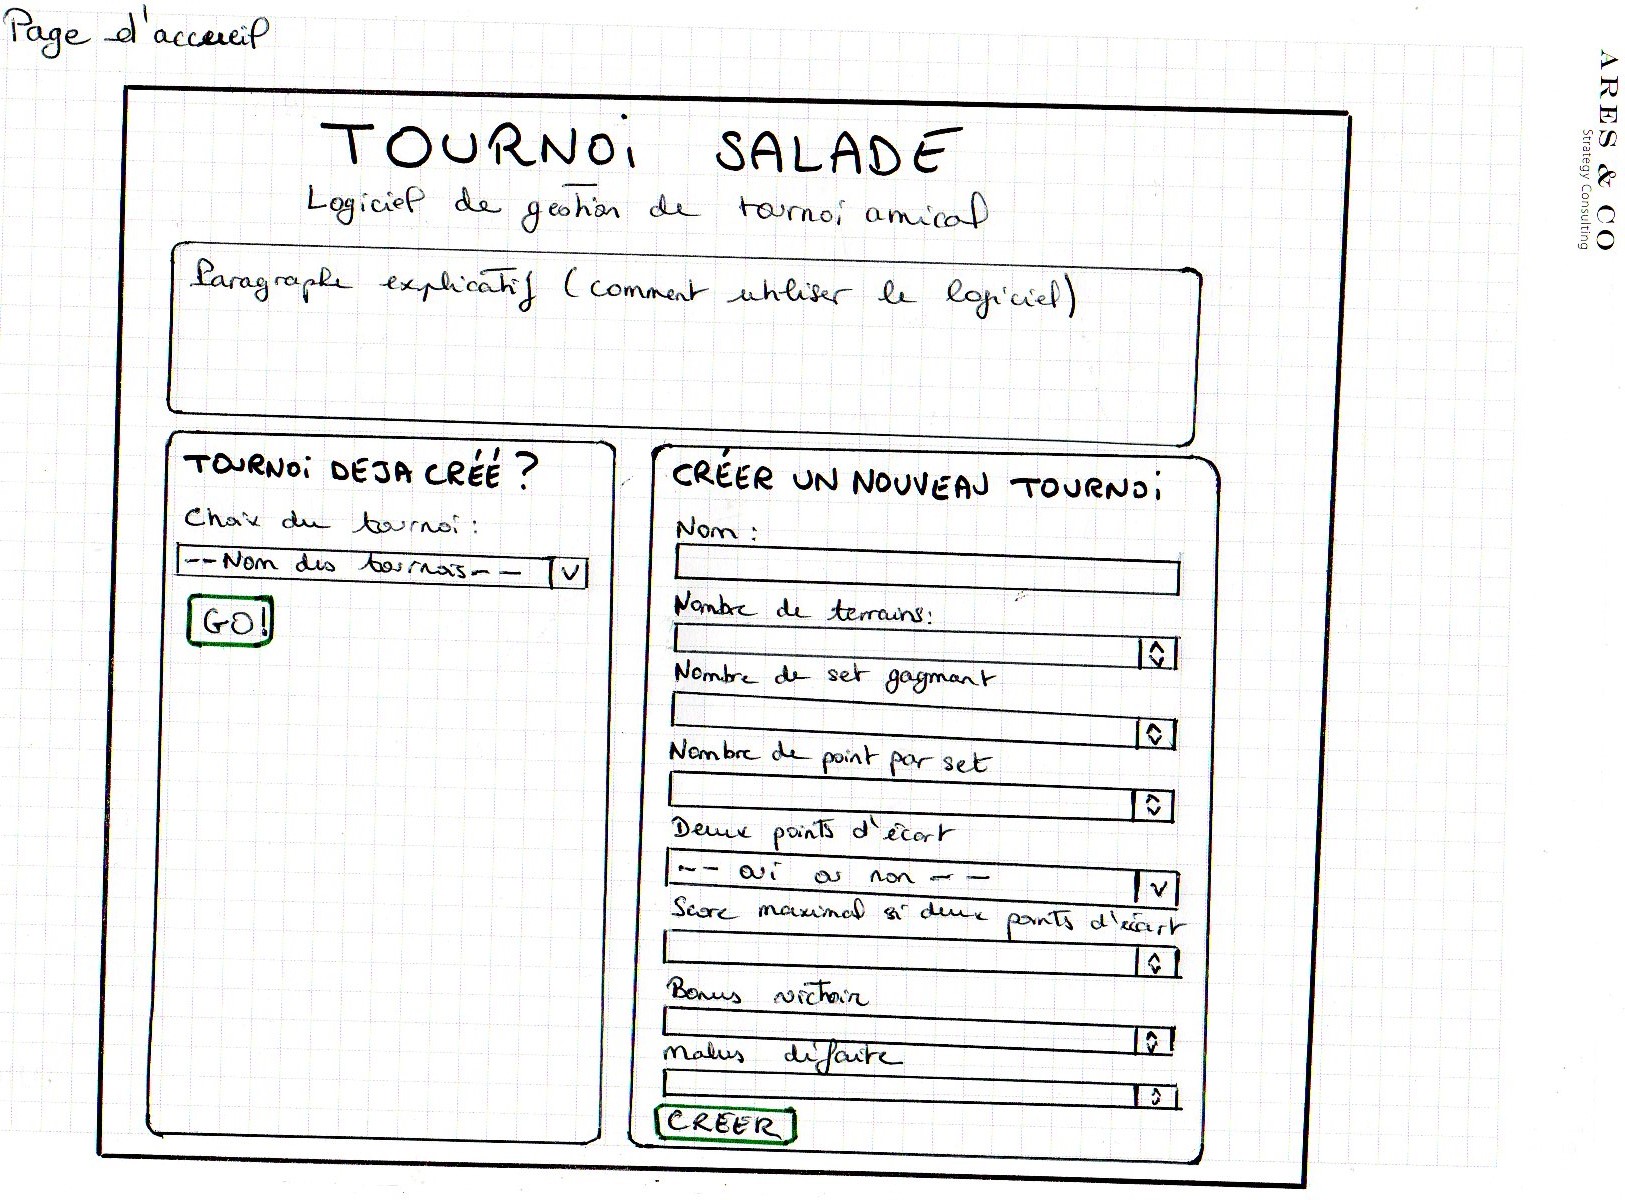 Page d'accueil
ARES & CO
Strategy Consulting
TOURNOi SALADE
Logiciel de gestion de tournoi amical
Paragraphe explicatif (comment utiliser le logiciel)
TOURNOi DEJA CRÉÉ ?
Choix du tournoi :
-- Nom des tournois --
GO!
CRÉER UN NOUVEAU TOURNOi
Nom :
Nombre de terrains :
Nombre de set gagnant
Nombre de point par set
Deux points d'écart
-- oui ou non --
Score maximal si deux points d'écart
Bonus victoire
Malus défaite
CREER